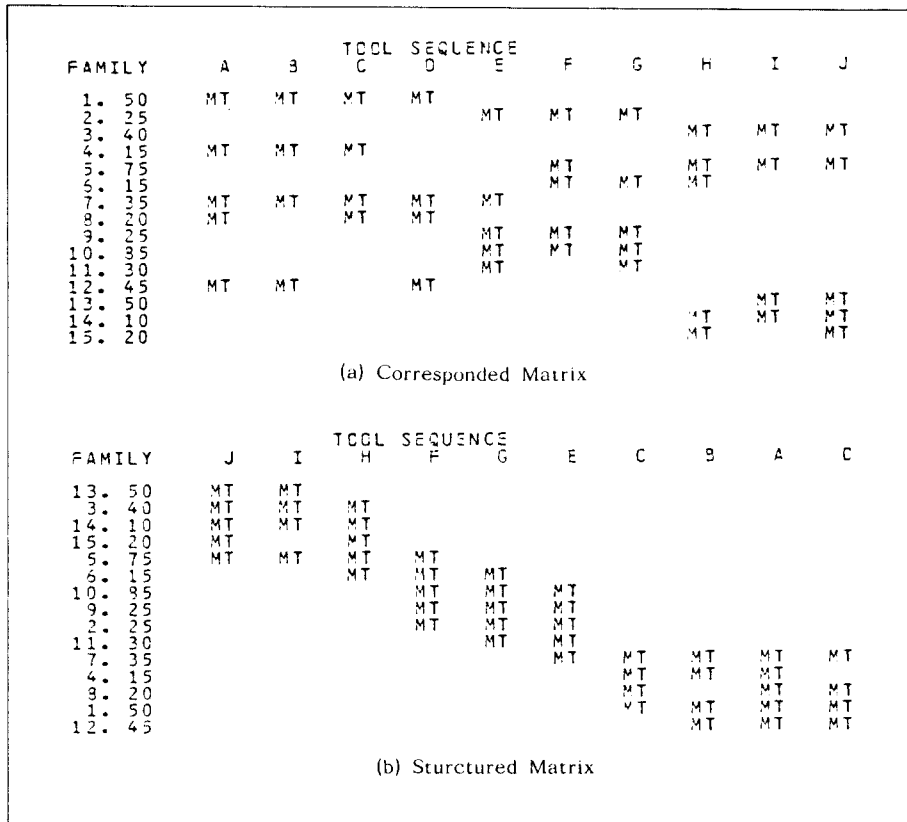 TOOL SEQLENCE
FAMILY A B C D E F G H I J
1. 50 MT MT MT MT
2. 25 MT MT MT
3. 40 MT MT MT
4. 15 MT MT MT
5. 75 MT MT MT MT
6. 15 MT MT MT
7. 35 MT MT MT MT MT
8. 20 MT MT MT
9. 25 MT MT MT
10. 85 MT MT MT
11. 30 MT MT
12. 45 MT MT MT
13. 50 MT MT
14. 10 MT MT MT
15. 20 MT MT
(a) Corresponded Matrix
TOOL SEQUENCE
FAMILY J I H F G E C B A C
13. 50 MT MT
3. 40 MT MT MT
14. 10 MT MT MT
15. 20 MT MT
5. 75 MT MT MT MT
6. 15 MT MT MT
10. 85 MT MT MT
9. 25 MT MT MT
2. 25 MT MT MT
11. 30 MT MT
7. 35 MT MT MT MT MT
4. 15 MT MT MT
8. 20 MT MT MT
1. 50 MT MT MT MT
12. 45 MT MT MT
(b) Sturctured Matrix